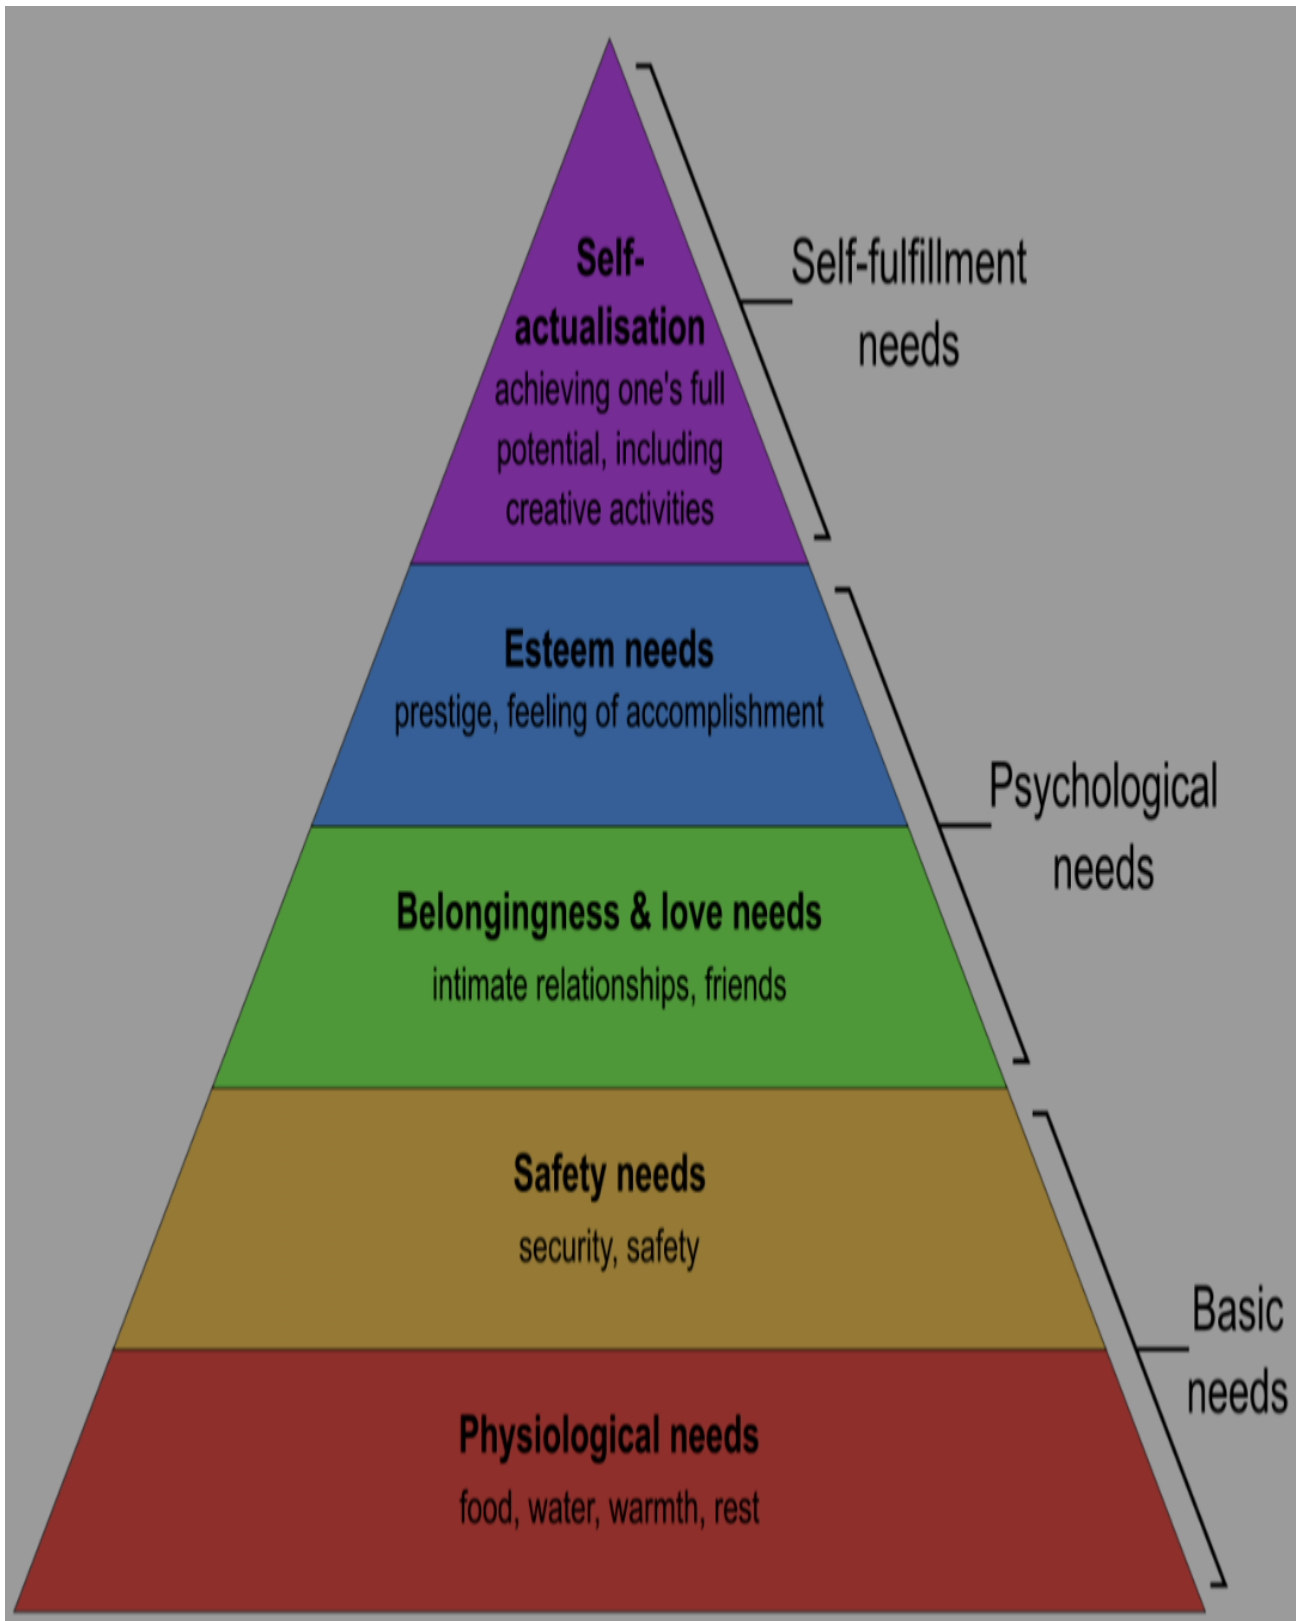 Self-
actualisation
achieving one's full
potential, including
creative activities
Self-fulfillment
needs
Esteem needs
prestige, feeling of accomplishment
Psychological
needs
Belongingness & love needs
intimate relationships, friends
Safety needs
security, safety
Basic
needs
Physiological needs
food, water, warmth, rest